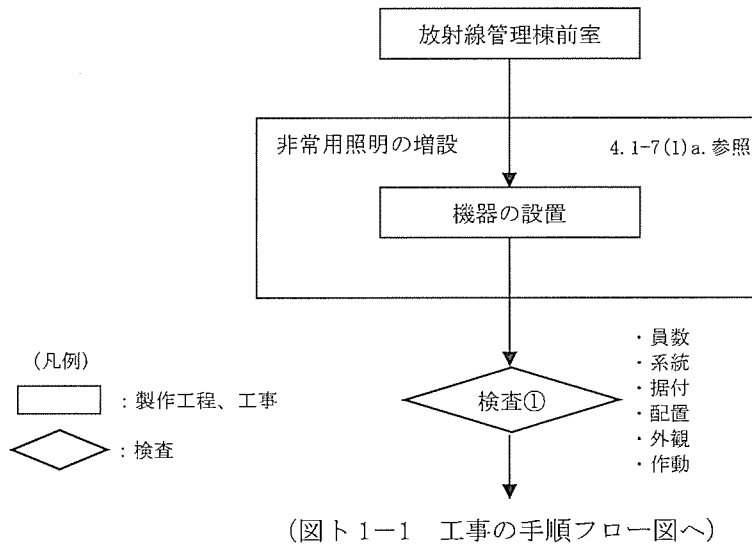 放射線管理棟前室
非常用照明の増設
4.1-7(1)a.参照
機器の設置
検査①
・員数
・系統
・据付
・配置
・外観
・作動
(凡例)
：製作工程、工事
：検査
(図ト1－1　工事の手順フロー図へ)